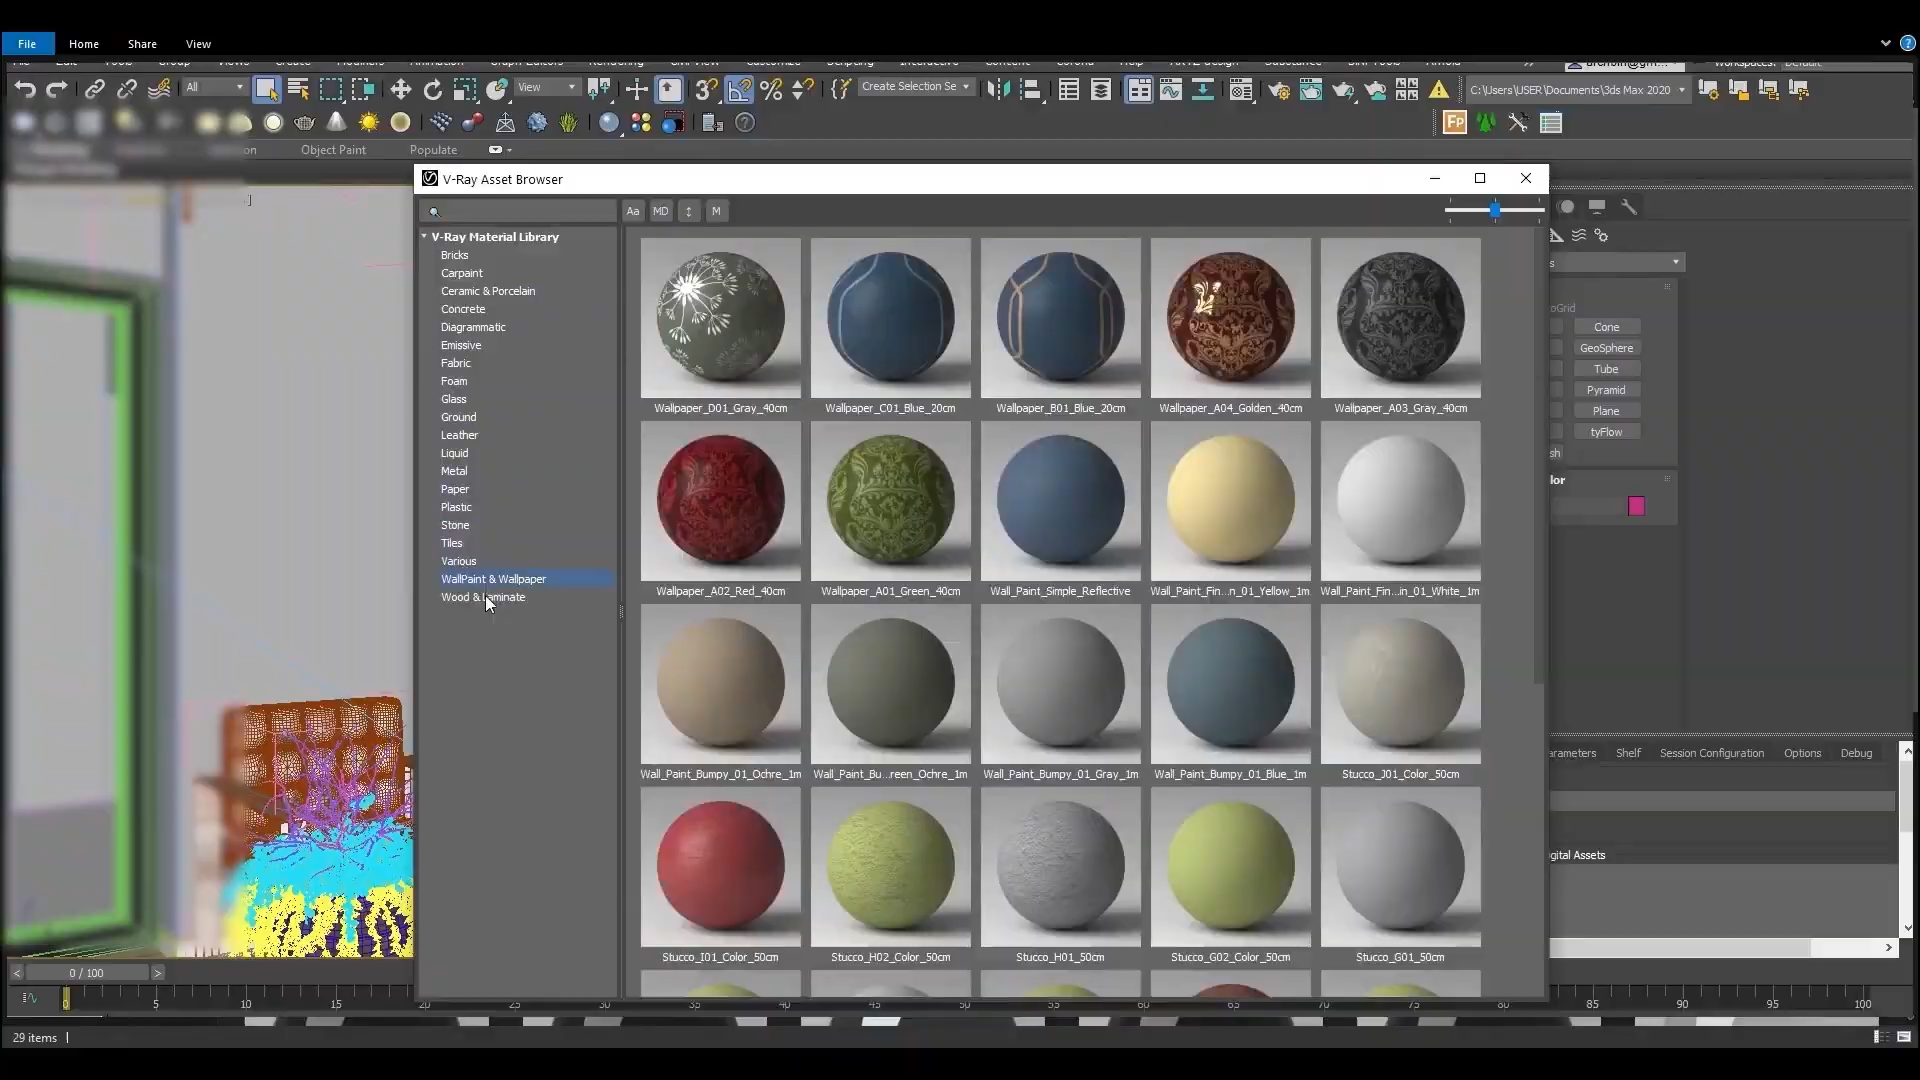 File Home Share View
All
View
Create Selection Se
C:\Users\USER\Documents\3ds Max 2020
Object Paint Populate
V-Ray Asset Browser
Aa MD M
V-Ray Material Library
Bricks
Carpaint
Ceramic & Porcelain
Concrete
Diagrammatic
Emissive
Fabric
Foam
Glass
Ground
Leather
Liquid
Metal
Paper
Plastic
Stone
Tiles
Various
WallPaint & Wallpaper
Wood & Laminate
Wallpaper_D01_Gray_40cm
Wallpaper_C01_Blue_20cm
Wallpaper_B01_Blue_20cm
Wallpaper_A04_Golden_40cm
Wallpaper_A03_Gray_40cm
Wallpaper_A02_Red_40cm
Wallpaper_A01_Green_40cm
Wall_Paint_Simple_Reflective
Wall_Paint_Fin...n_01_Yellow_1m
Wall_Paint_Fin...in_01_White_1m
Wall_Paint_Bumpy_01_Ochre_1m
Wall_Paint_Bu...reen_Ochre_1m
Wall_Paint_Bumpy_01_Gray_1m
Wall_Paint_Bumpy_01_Blue_1m
Stucco_J01_Color_50cm
Stucco_I01_Color_50cm
Stucco_H02_Color_50cm
Stucco_H01_50cm
Stucco_G02_Color_50cm
Stucco_G01_50cm
s
oGrid
Cone
GeoSphere
Tube
Pyramid
Plane
tyFlow
sh
lor
arameters Shelf Session Configuration Options Debug
igital Assets
0 / 100
0 5 10 15 20 25 30 35 40 45 50 55 60 65 70 75 80 85 90 95 100
29 items